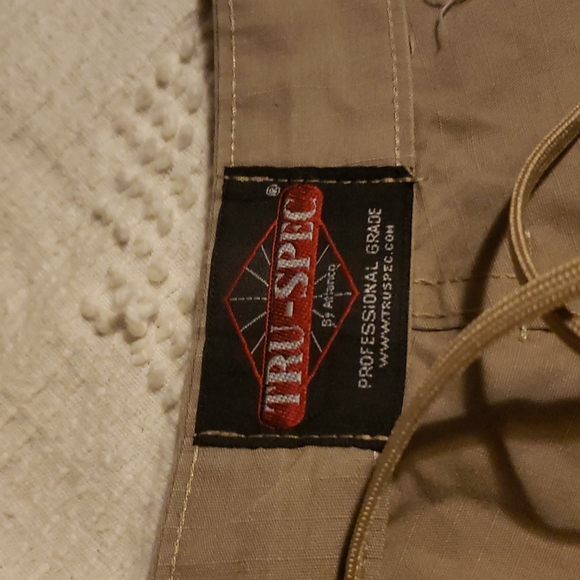 TRU-SPEC®
By Atlanco
PROFESSIONAL GRADE
WWW.TRUSPEC.COM